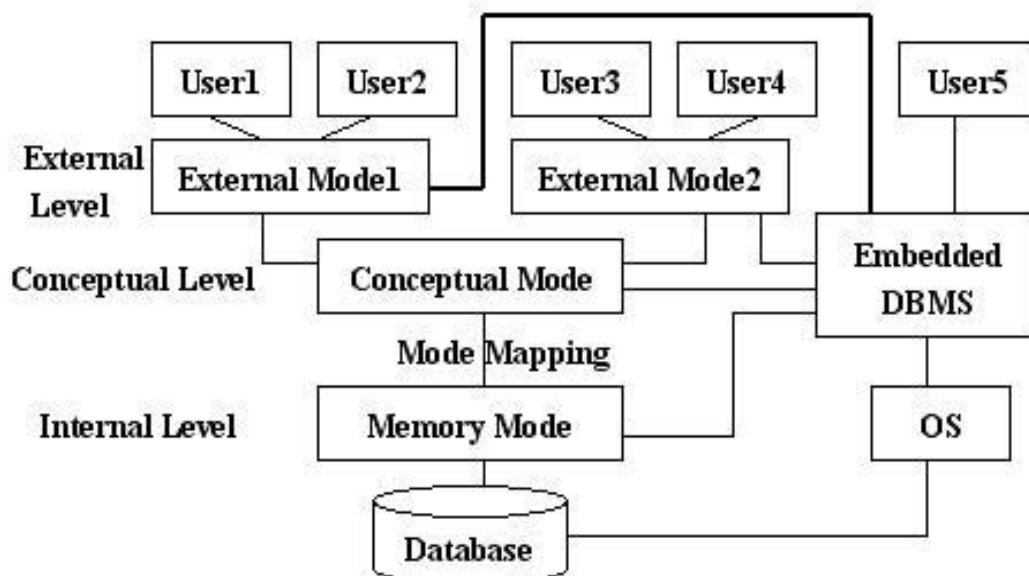 User1
User2
User3
User4
User5
External
Level
External Mode1
External Mode2
Embedded
DBMS
Conceptual Level
Conceptual Mode
Mode Mapping
Internal Level
Memory Mode
OS
Database